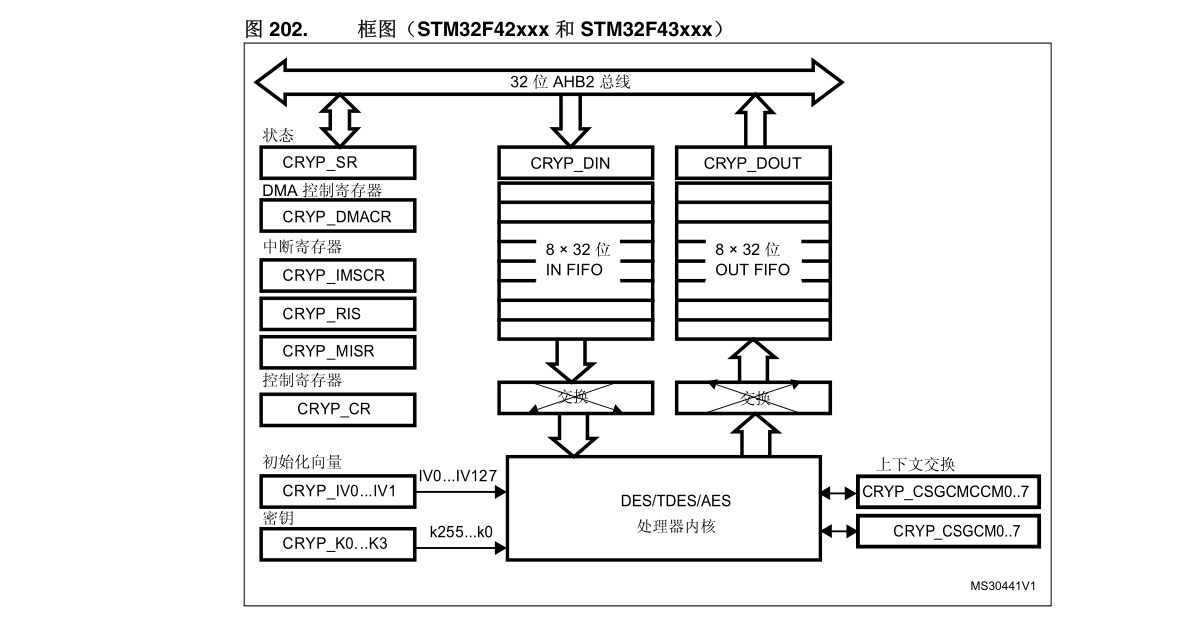 图 202. 框图（STM32F42xxx 和 STM32F43xxx）
32 位 AHB2 总线
状态
CRYP_SR
DMA 控制寄存器
CRYP_DMACR
中断寄存器
CRYP_IMSCR
CRYP_RIS
CRYP_MISR
控制寄存器
CRYP_CR
CRYP_DIN
8 × 32 位
IN FIFO
交换
CRYP_DOUT
8 × 32 位
OUT FIFO
交换
初始化向量
CRYP_IV0...IV1
IV0...IV127
密钥
CRYP_K0...K3
k255...k0
DES/TDES/AES
处理器内核
上下文交换
CRYP_CSGCMCCM0..7
CRYP_CSGCM0..7
MS30441V1